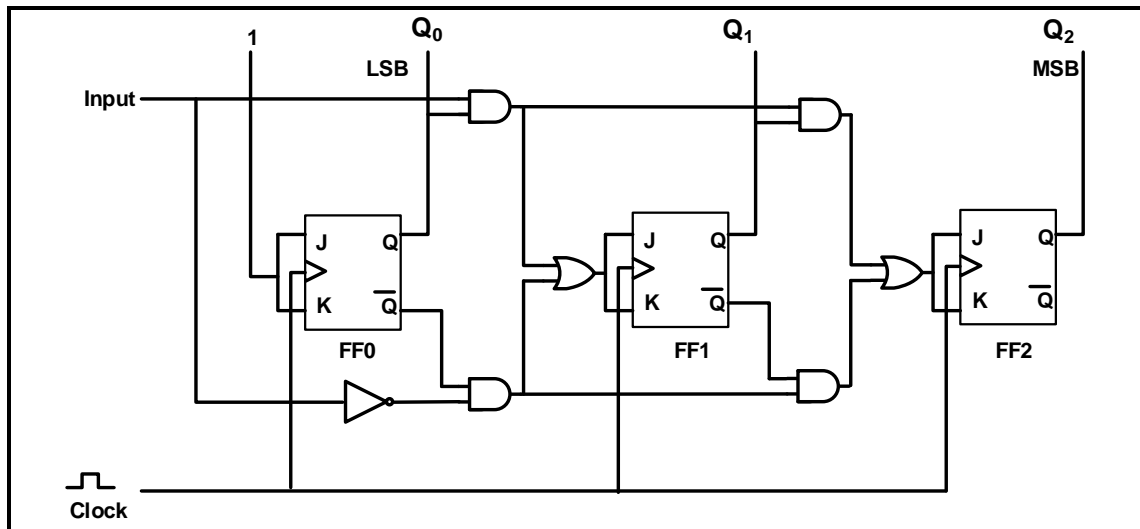 1
Q₀
Q₁
Q₂
LSB
MSB
Input
J
Q
K
Q̅
FF0
J
Q
K
Q̅
FF1
J
Q
K
Q̅
FF2
Clock